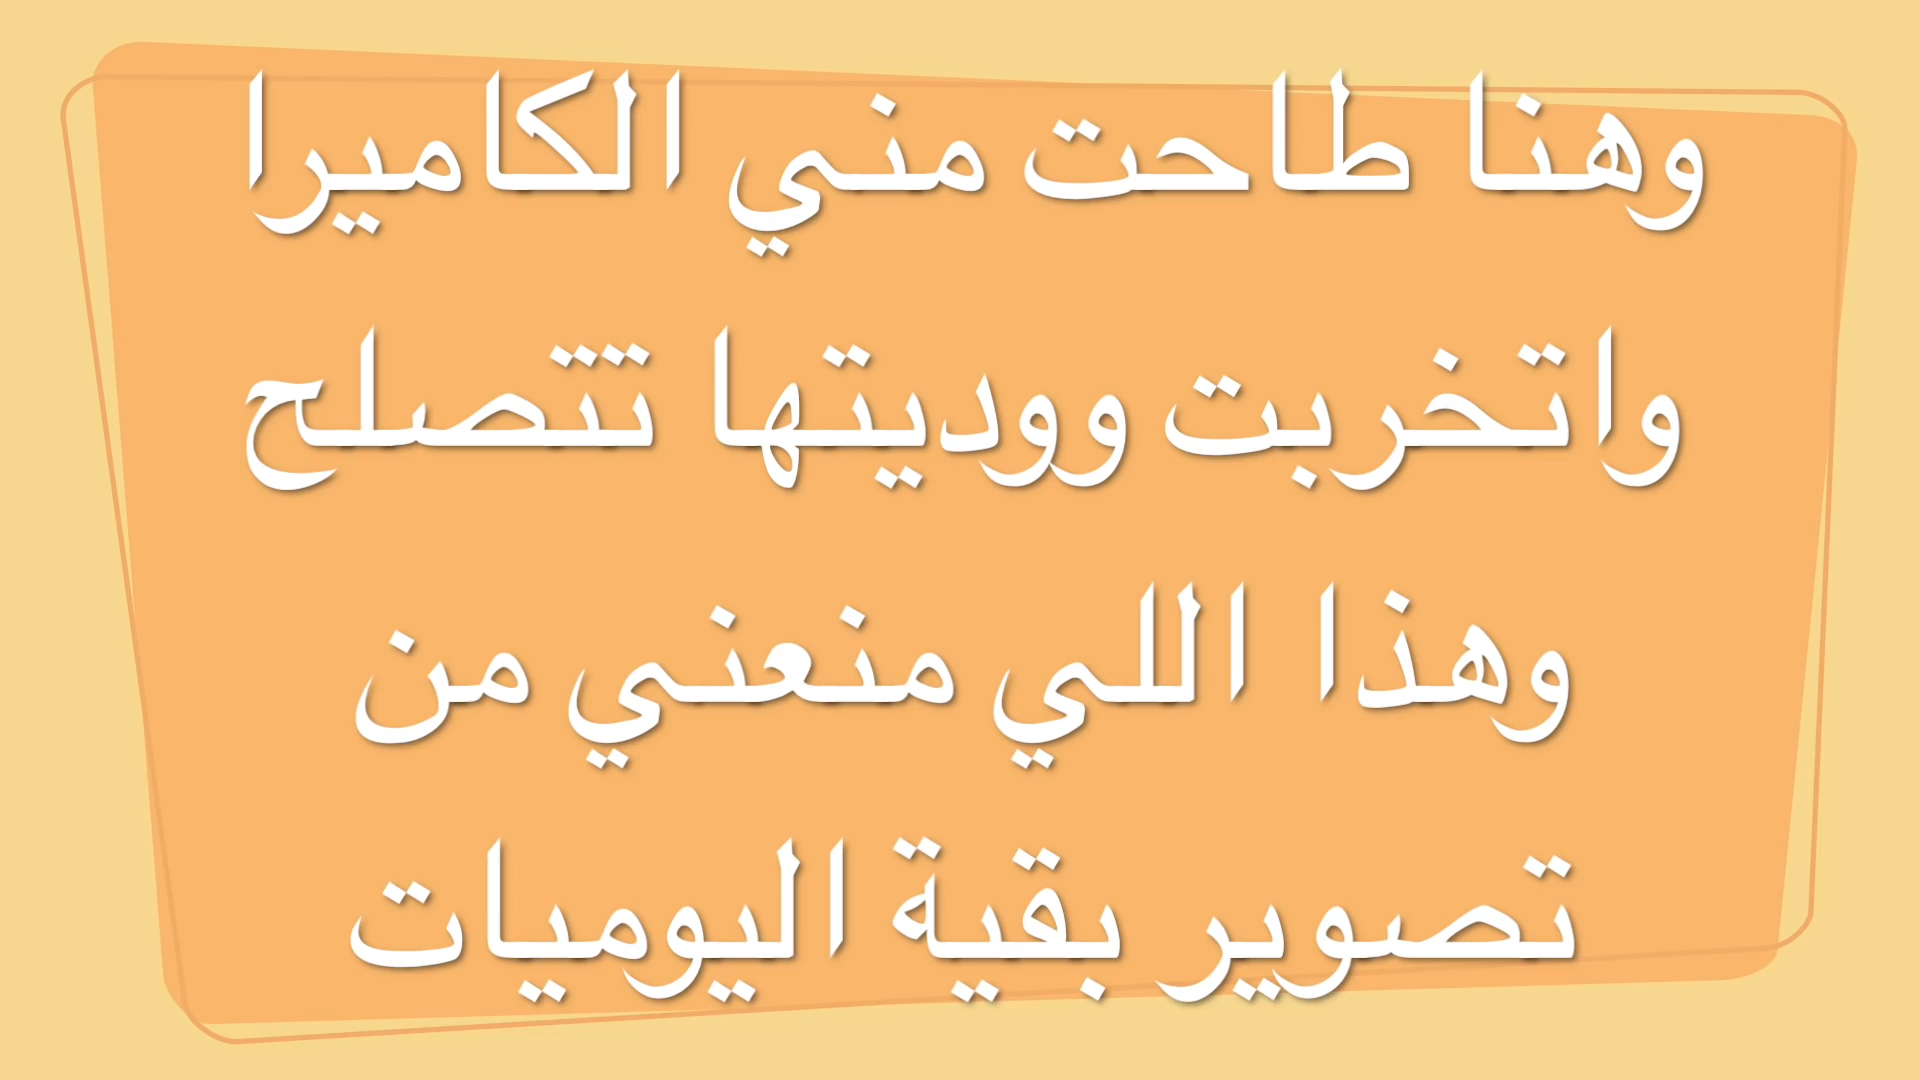 وهنا طاحت مني الكاميرا
واتخربت ووديتها تتصلح
وهذا اللي منعني من
تصوير بقية اليوميات